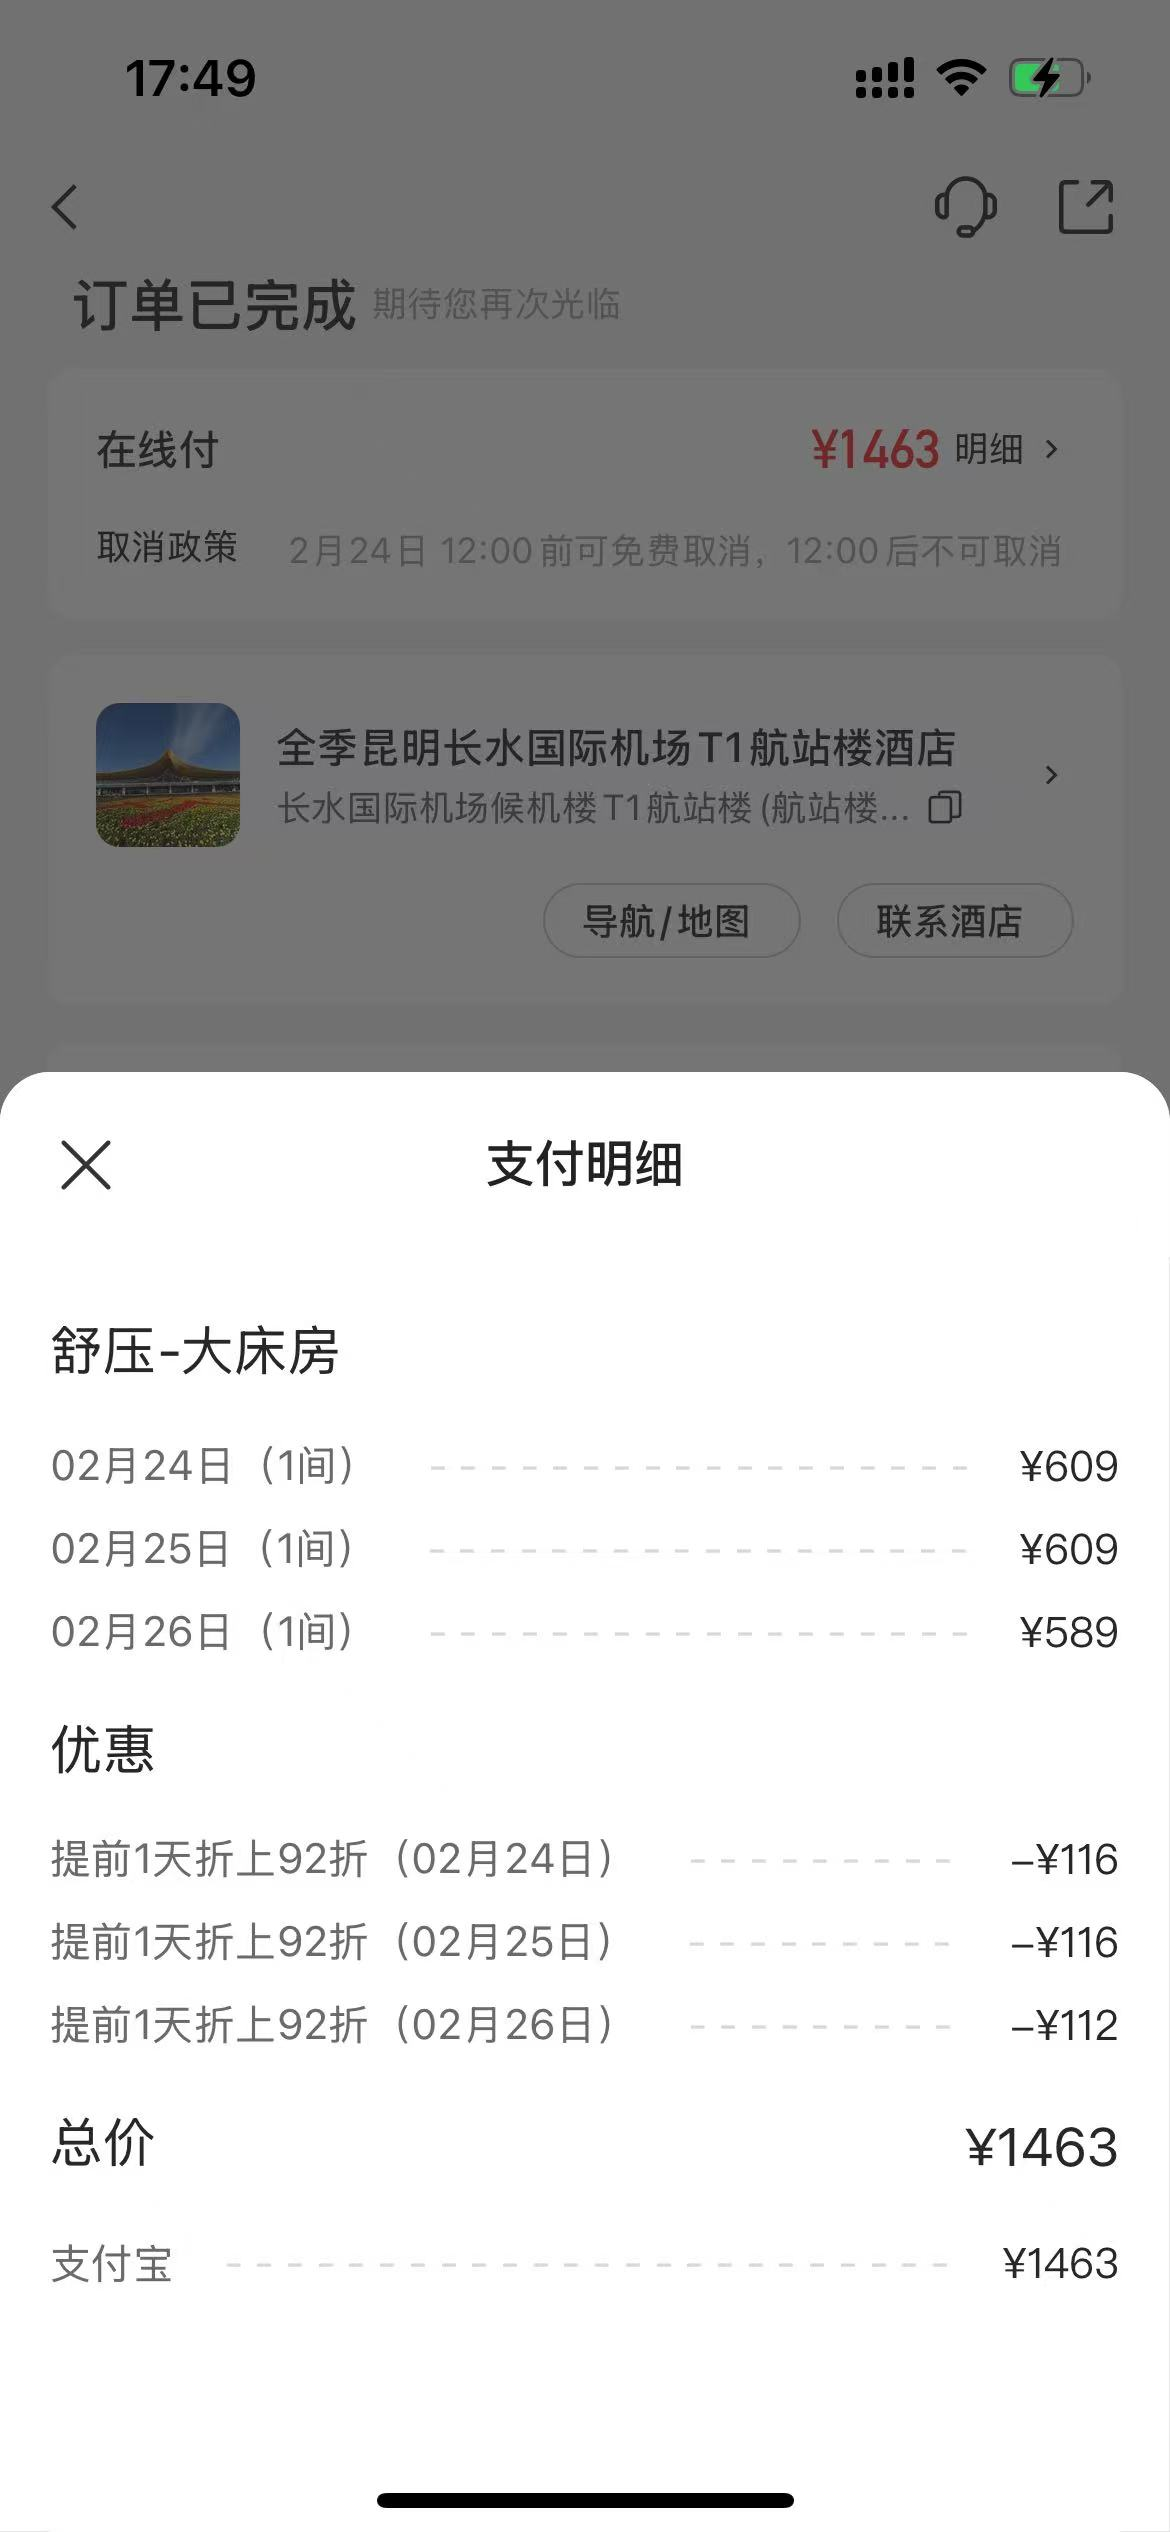 17:49
订单已完成 期待您再次光临
在线付 ¥1463 明细
取消政策 2月24日 12:00前可免费取消，12:00后不可取消
全季昆明长水国际机场T1航站楼酒店
长水国际机场候机楼T1航站楼(航站楼...
导航/地图 联系酒店
支付明细
舒压-大床房
02月24日（1间） ¥609
02月25日（1间） ¥609
02月26日（1间） ¥589
优惠
提前1天折上92折（02月24日） -¥116
提前1天折上92折（02月25日） -¥116
提前1天折上92折（02月26日） -¥112
总价 ¥1463
支付宝 ¥1463